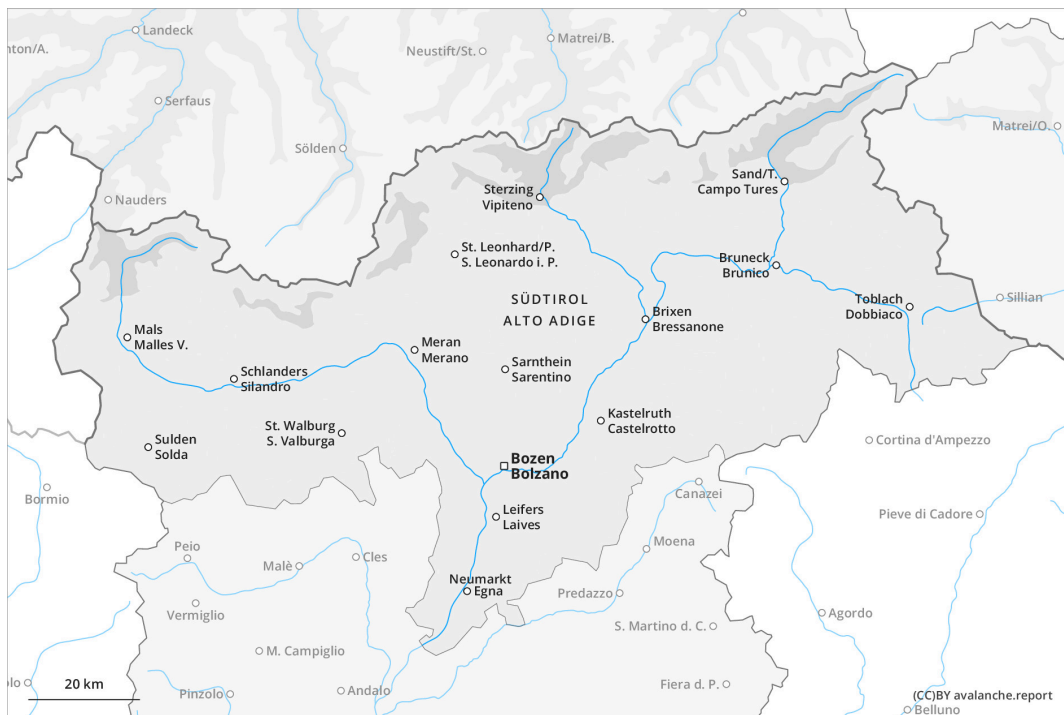 Landeck
nton/A.
Neustift/St.
Matrei/B.
Serfaus
Matrei/O.
Sölden
Nauders
Sterzing
Vipiteno
Sand/T.
Campo Tures
St. Leonhard/P.
S. Leonardo i. P.
Bruneck
Brunico
SÜDTIROL
ALTO ADIGE
Toblach
Dobbiaco
Sillian
Brixen
Bressanone
Mals
Malles V.
Meran
Merano
Sarnthein
Sarentino
Schlanders
Silandro
Kastelruth
Castelrotto
St. Walburg
S. Valburga
Sulden
Solda
Cortina d'Ampezzo
Bozen
Bolzano
Bormio
Canazei
Leifers
Laives
Pieve di Cadore
Peio
Cles
Malè
Moena
Neumarkt
Egna
Predazzo
Vermiglio
Agordo
S. Martino d. C.
M. Campiglio
olo
20 km
Pinzolo
Andalo
Fiera d. P.
(CC)BY avalanche.report
Belluno